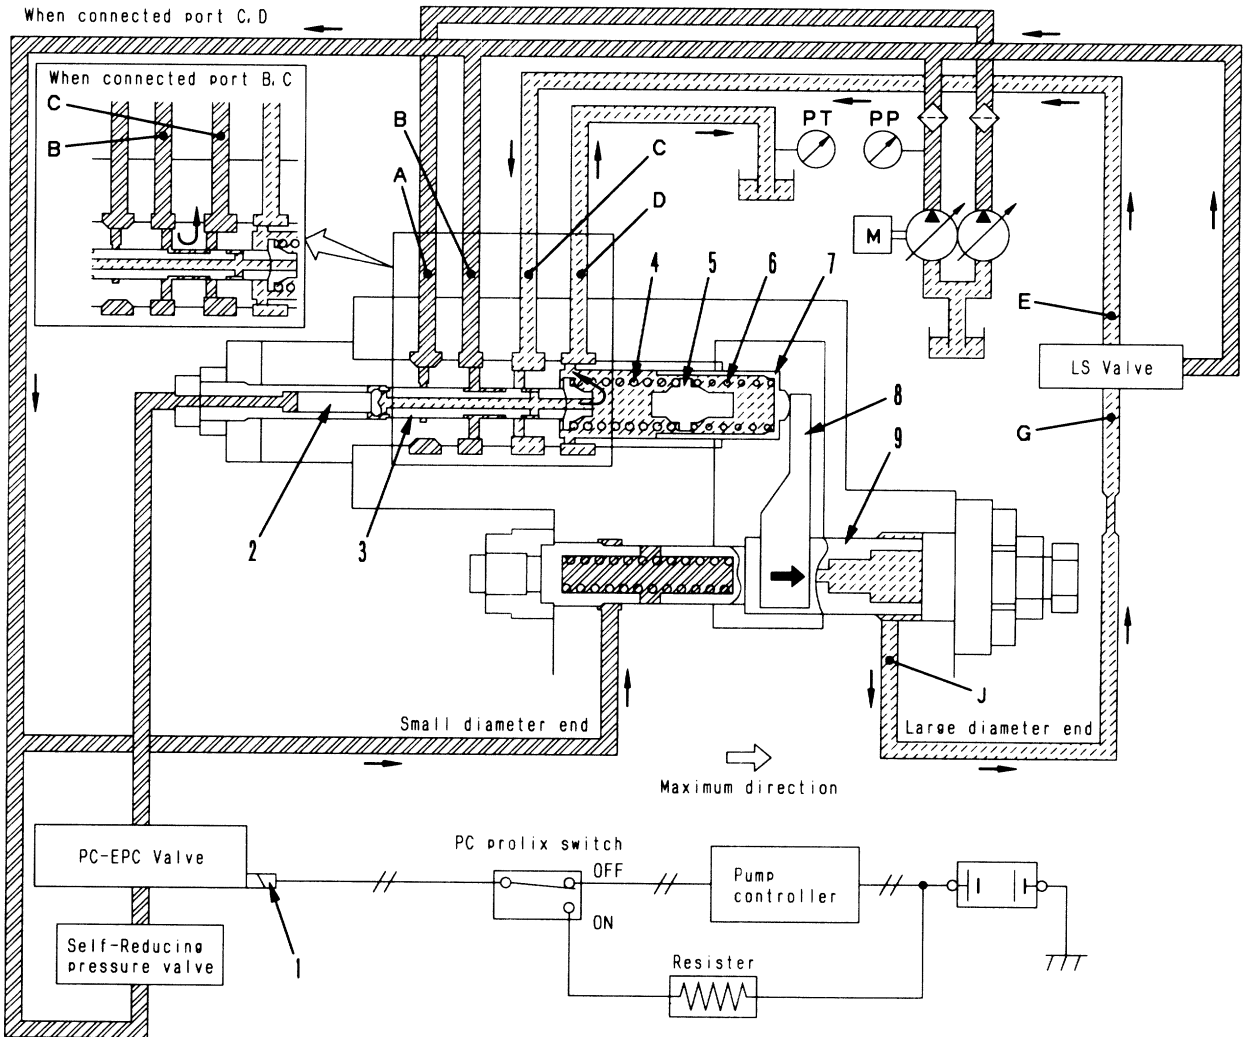 When connected port C,D
When connected port B,C
C
B
A
B
C
D
PT
PP
M
E
LS Valve
G
4
5
6
7
8
9
2
3
J
Small diameter end
Large diameter end
Maximum direction
PC-EPC Valve
1
Self-Reducing
pressure valve
PC prolix switch
OFF
ON
Pump
controller
Resister